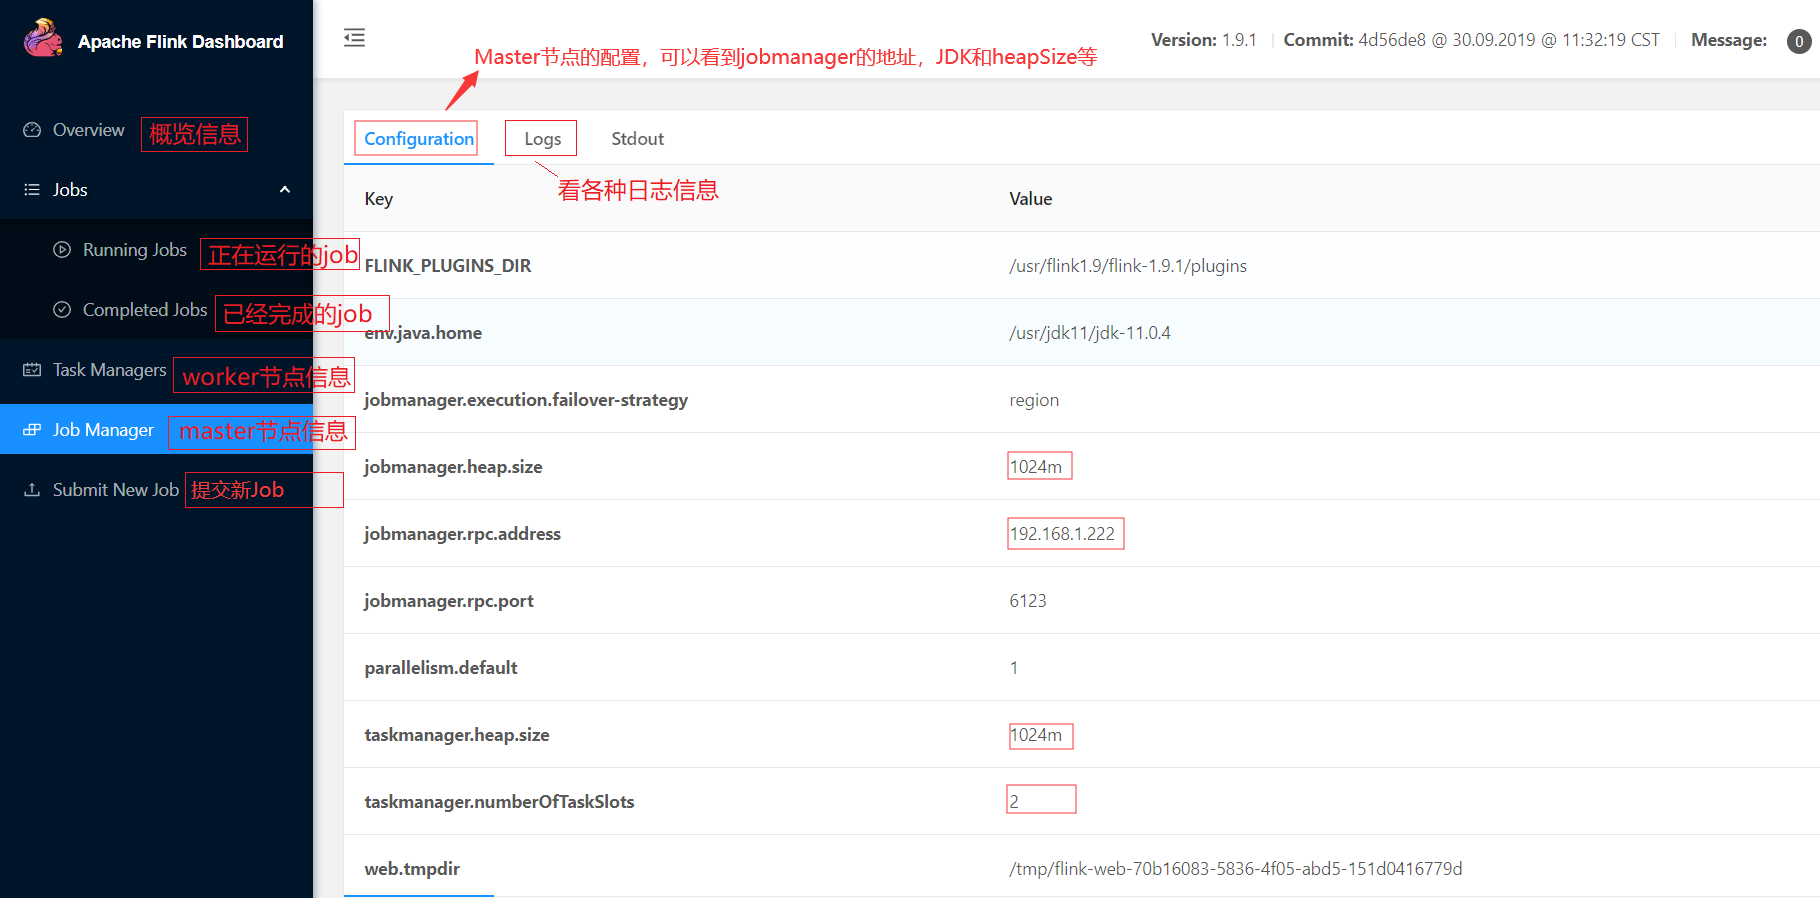 Apache Flink Dashboard
Version: 1.9.1 Commit: 4d56de8 @ 30.09.2019 @ 11:32:19 CST Message: 0
Master节点的配置，可以看到jobmanager的地址，JDK和heapSize等
Overview 概览信息
Jobs
Running Jobs 正在运行的job
Completed Jobs 已经完成的job
Task Managers worker节点信息
Job Manager master节点信息
Submit New Job 提交新Job
Configuration Logs Stdout
看各种日志信息
Key Value
FLINK_PLUGINS_DIR /usr/flink1.9/flink-1.9.1/plugins
env.java.home /usr/jdk11/jdk-11.0.4
jobmanager.execution.failover-strategy region
jobmanager.heap.size 1024m
jobmanager.rpc.address 192.168.1.222
jobmanager.rpc.port 6123
parallelism.default 1
taskmanager.heap.size 1024m
taskmanager.numberOfTaskSlots 2
web.tmpdir /tmp/flink-web-70b16083-5836-4f05-abd5-151d0416779d